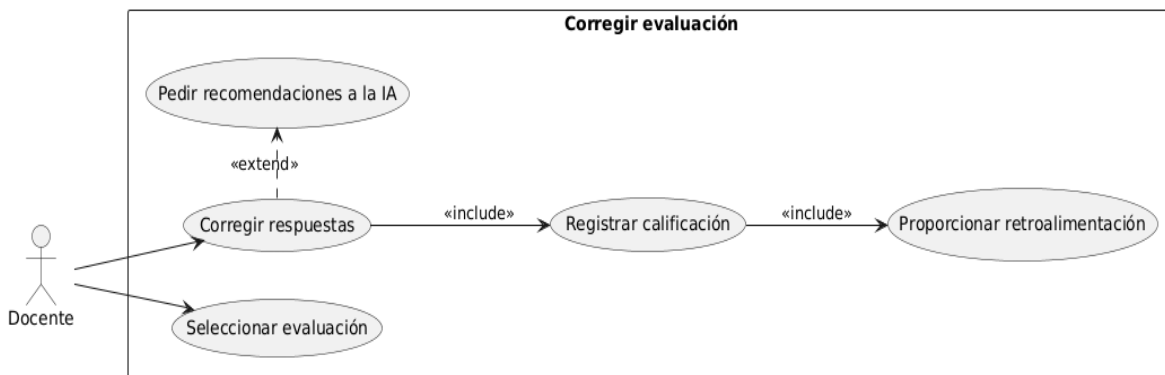 Corregir evaluación
Pedir recomendaciones a la IA
«extend»
Corregir respuestas
«include»
Registrar calificación
«include»
Proporcionar retroalimentación
Docente
Seleccionar evaluación